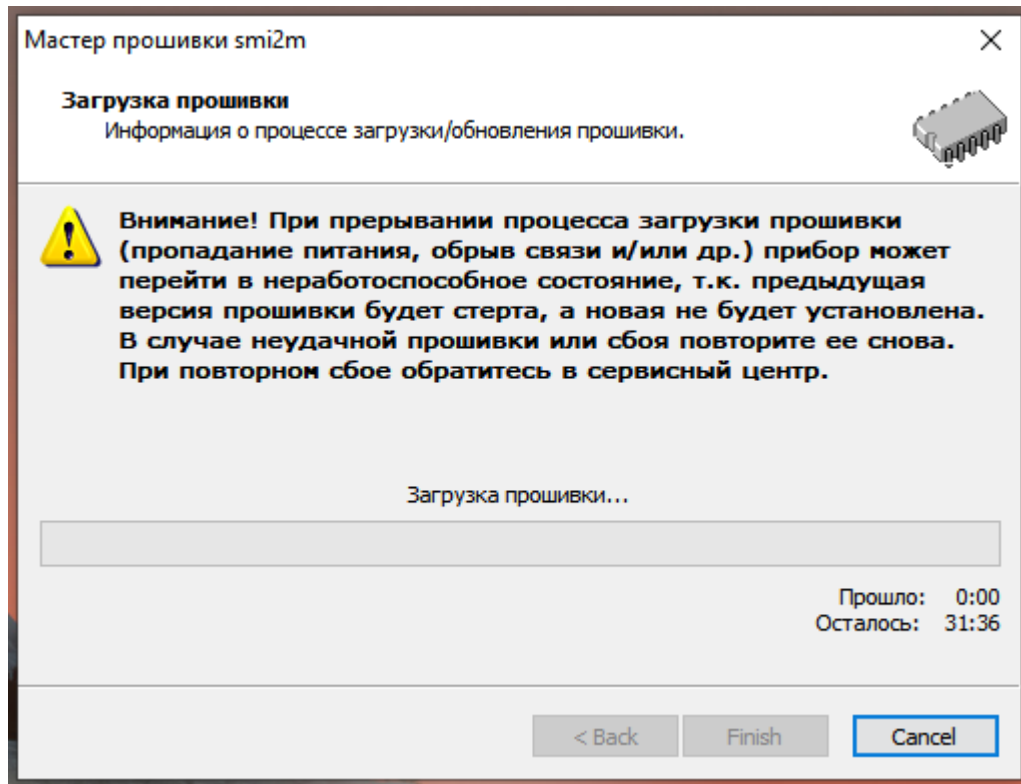 Мастер прошивки smi2m
Загрузка прошивки
Информация о процессе загрузки/обновления прошивки.
Внимание! При прерывании процесса загрузки прошивки
(пропадание питания, обрыв связи и/или др.) прибор может
перейти в неработоспособное состояние, т.к. предыдущая
версия прошивки будет стерта, а новая не будет установлена.
В случае неудачной прошивки или сбоя повторите ее снова.
При повторном сбое обратитесь в сервисный центр.
Загрузка прошивки...
Прошло: 0:00
Осталось: 31:36
< Back Finish Cancel